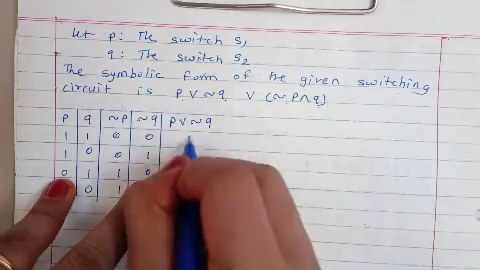 Let p: The switch S1
q: The switch S2
The symbolic form of the given switching
circuit is p ∨ ~q ∨ (~p∧q)
p q ~p ~q p∨~q
1 1 0 0
1 0 0 1
0 1 1 0
0 1